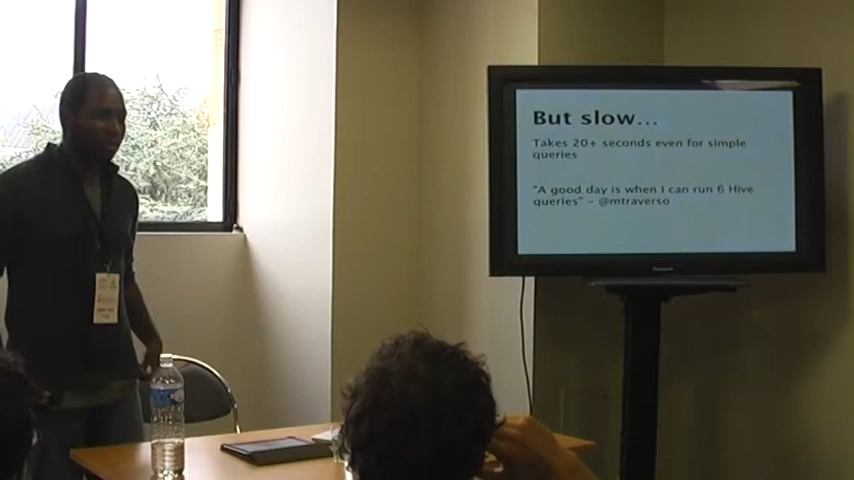 But slow...
Takes 20+ seconds even for simple
queries
"A good day is when I can run 6 Hive
queries" - @mtraverso
Panasonic